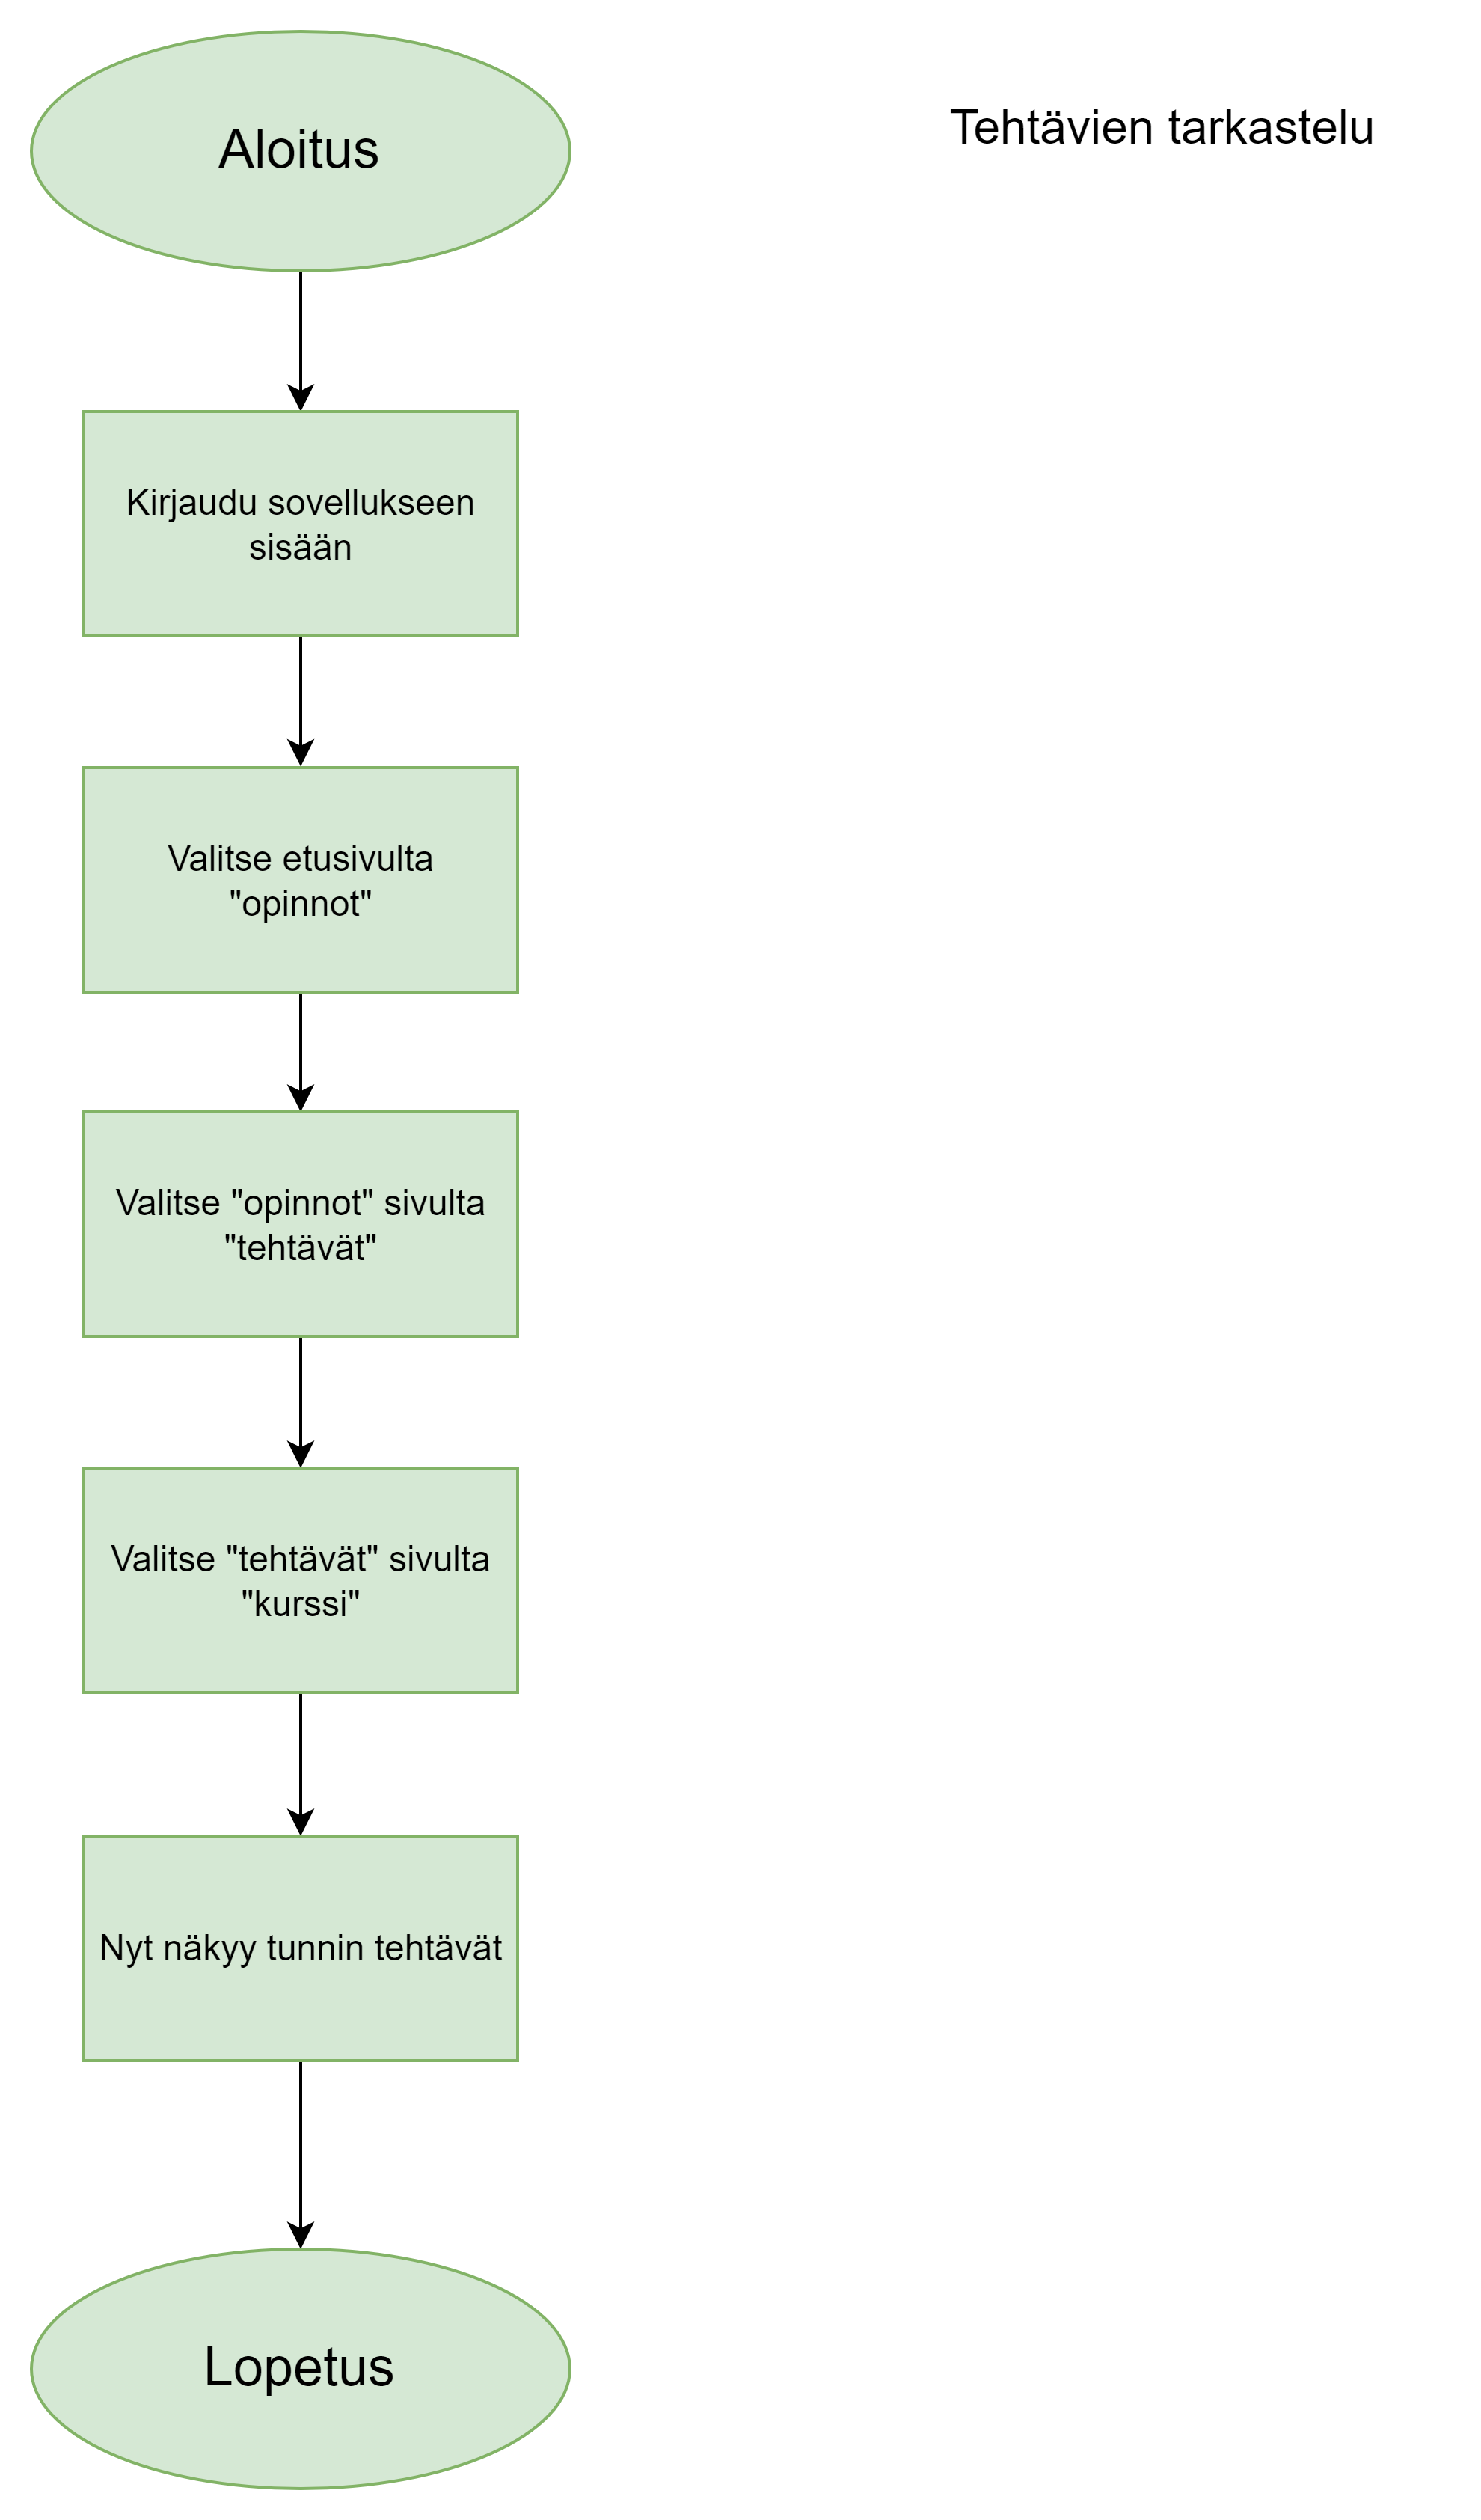 Aloitus
Tehtävien tarkastelu
Kirjaudu sovellukseen
sisään
Valitse etusivulta
"opinnot"
Valitse "opinnot" sivulta
"tehtävät"
Valitse "tehtävät" sivulta
"kurssi"
Nyt näkyy tunnin tehtävät
Lopetus